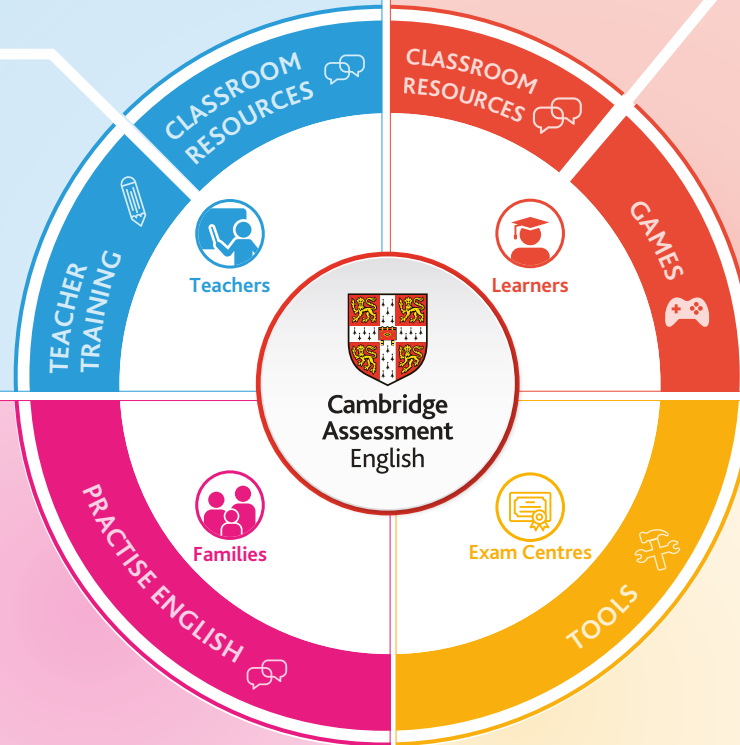 CLASSROOM
RESOURCES
CLASSROOM
RESOURCES
TEACHER
TRAINING
GAMES
Teachers
Learners
Cambridge
Assessment
English
Families
Exam Centres
PRACTISE ENGLISH
TOOLS